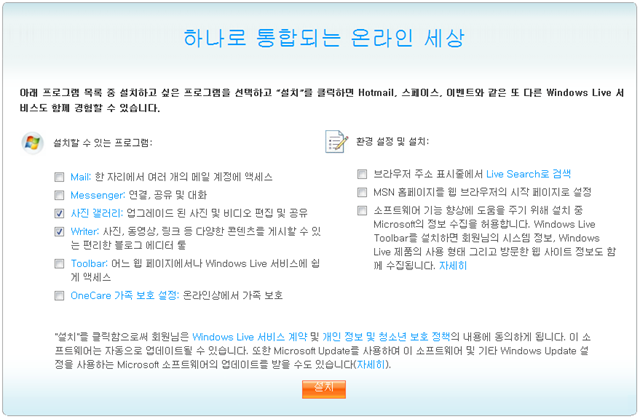 하나로 통합되는 온라인 세상
아래 프로그램 목록 중 설치하고 싶은 프로그램을 선택하고 "설치"를 클릭하면 Hotmail, 스페이스, 이벤트와 같은 또 다른 Windows Live 서
비스도 함께 경험할 수 있습니다.
설치할 수 있는 프로그램:
Mail: 한 자리에서 여러 개의 메일 계정에 액세스
Messenger: 연결, 공유 및 대화
사진 갤러리: 업그레이드 된 사진 및 비디오 편집 및 공유
Writer: 사진, 동영상, 링크 등 다양한 콘텐츠를 게시할 수 있
는 편리한 블로그 에디터 툴
Toolbar: 어느 웹 페이지에서나 Windows Live 서비스에 쉽
게 액세스
OneCare 가족 보호 설정: 온라인상에서 가족 보호
환경 설정 및 설치:
브라우저 주소 표시줄에서 Live Search로 검색
MSN 홈페이지를 웹 브라우저의 시작 페이지로 설정
소프트웨어 기능 향상에 도움을 주기 위해 설치 중
Microsoft의 정보 수집을 허용합니다. Windows Live
Toolbar를 설치하면 회원님의 시스템 정보, Windows
Live 제품의 사용 형태 그리고 방문한 웹 사이트 정보도 함
께 수집됩니다. 자세히
"설치"를 클릭함으로써 회원님은 Windows Live 서비스 계약 및 개인 정보 및 청소년 보호 정책의 내용에 동의하게 됩니다. 이 소
프트웨어는 자동으로 업데이트될 수 있습니다. 또한 Microsoft Update를 사용하여 이 소프트웨어 및 기타 Windows Update 설
정을 사용하는 Microsoft 소프트웨어의 업데이트를 받을 수도 있습니다(자세히).
설치